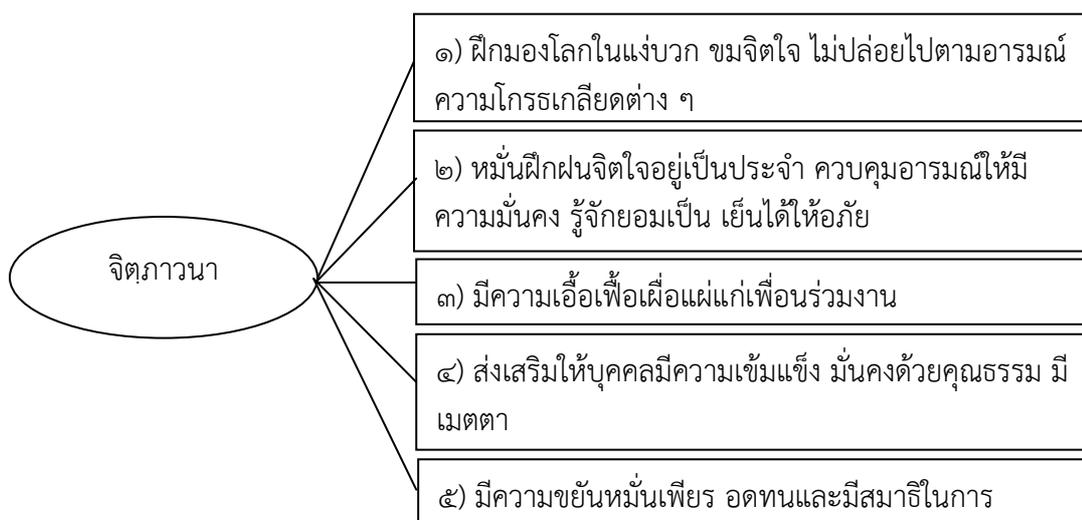 ๑) ฝึกมองโลกในแง่บวก ขมจิตใจ ไม่ปล่อยไปตามอารมณ์
ความโกรธเกลียดต่าง ๆ
๒) หมั่นฝึกฝนจิตใจอยู่เป็นประจำ ควบคุมอารมณ์ให้มี
ความมั่นคง รู้จักยอมเป็น เย็นได้ให้อภัย
จิตฺภาวนา
๓) มีความเอื้อเฟื้อเผื่อแผ่แก่เพื่อนร่วมงาน
๔) ส่งเสริมให้บุคคลมีความเข้มแข็ง มั่นคงด้วยคุณธรรม มี
เมตตา
๕) มีความขยันหมั่นเพียร อดทนและมีสมาธิในการ